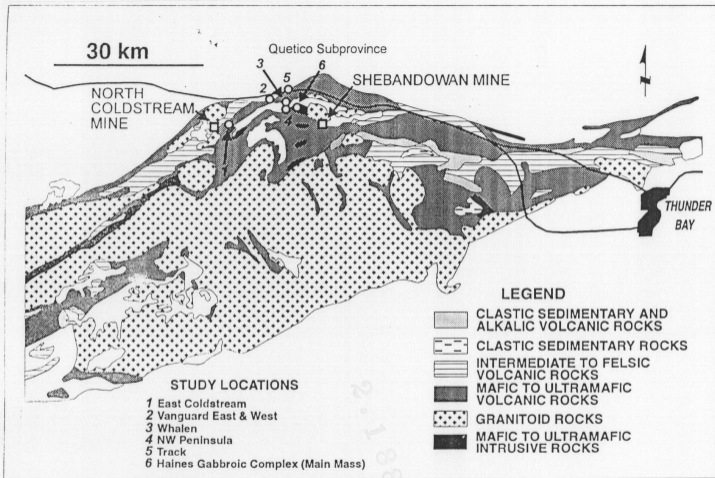 30 km
Quetico Subprovince
3
6
5
2
SHEBANDOWAN MINE
NORTH
COLDSTREAM
MINE
N
4
1
THUNDER
BAY
LEGEND
CLASTIC SEDIMENTARY AND
ALKALIC VOLCANIC ROCKS
CLASTIC SEDIMENTARY ROCKS
INTERMEDIATE TO FELSIC
VOLCANIC ROCKS
MAFIC TO ULTRAMAFIC
VOLCANIC ROCKS
GRANITOID ROCKS
MAFIC TO ULTRAMAFIC
INTRUSIVE ROCKS
STUDY LOCATIONS
1 East Coldstream
2 Vanguard East & West
3 Whalen
4 NW Peninsula
5 Track
6 Haines Gabbroic Complex (Main Mass)